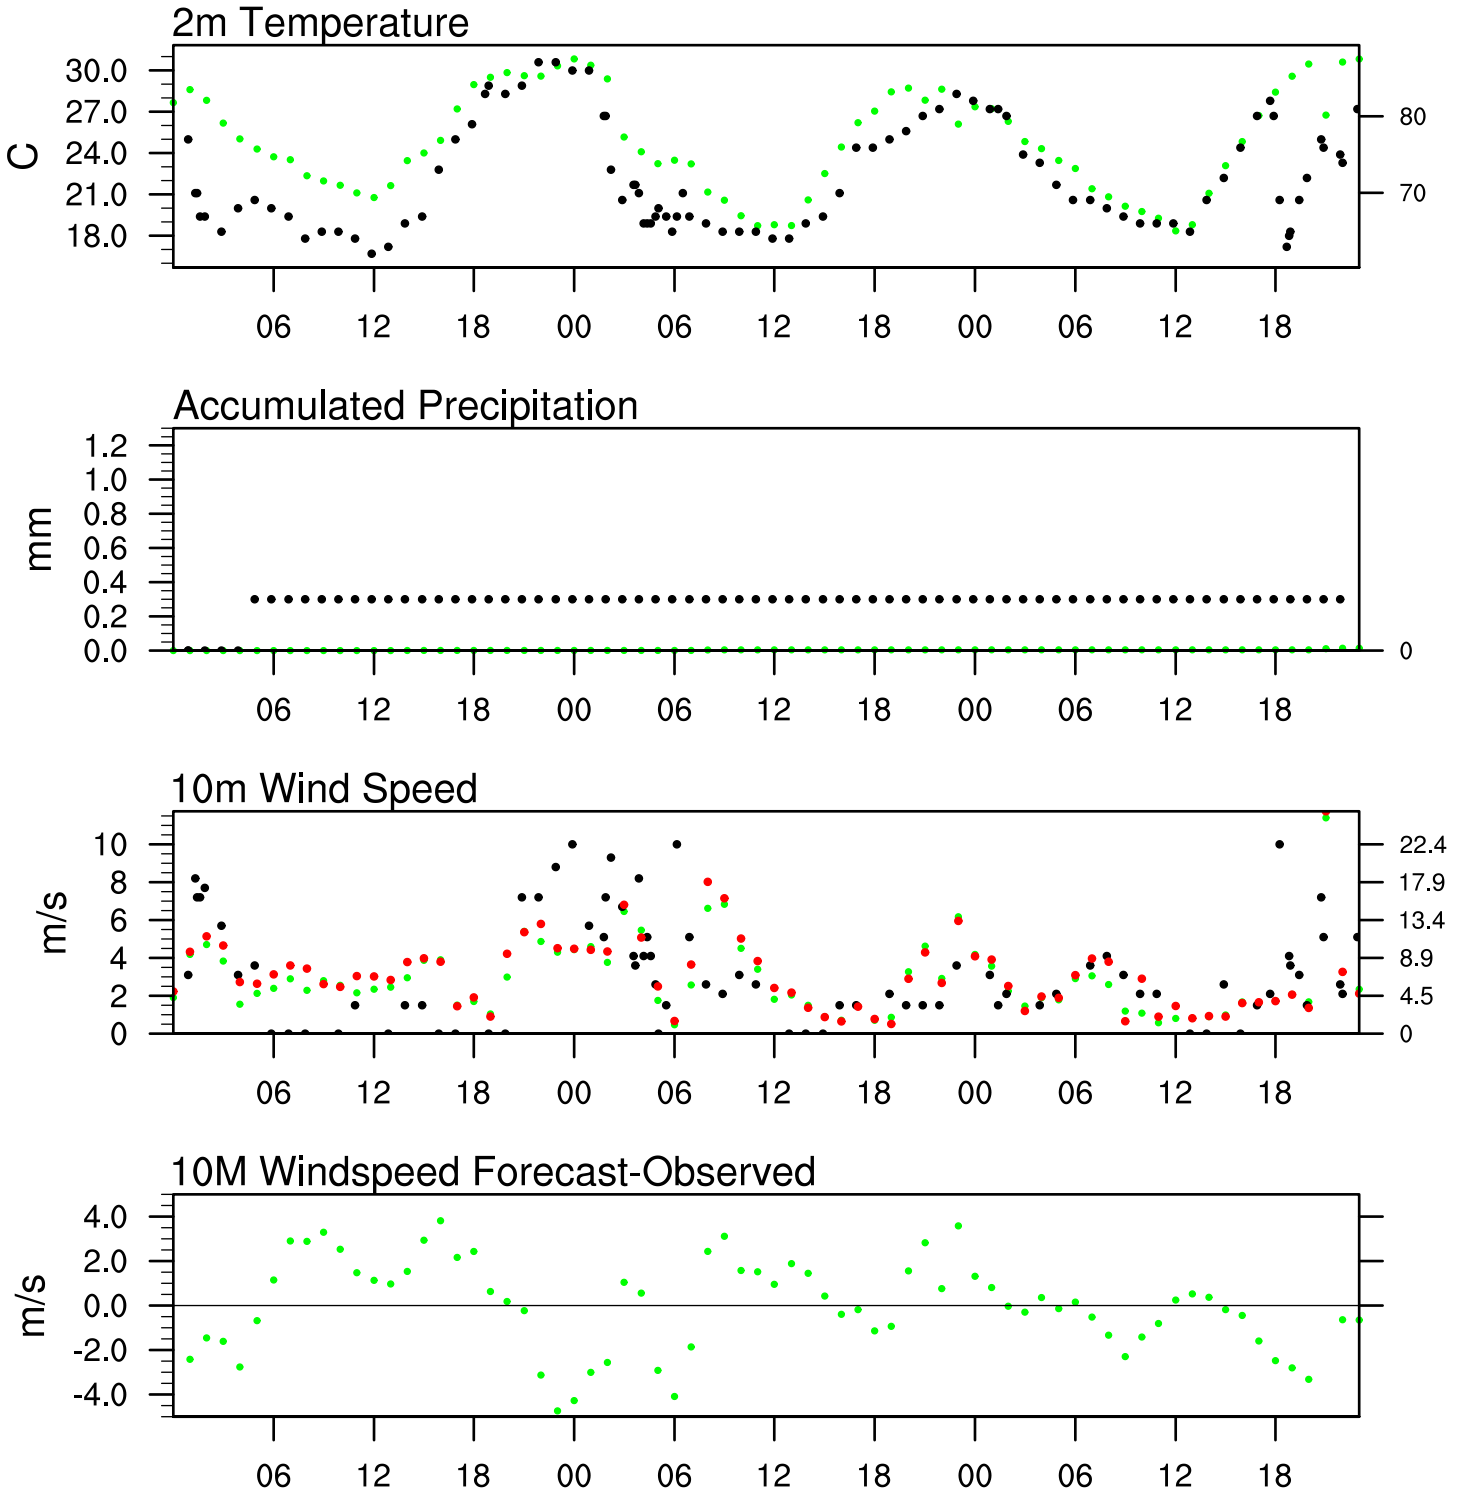 2m Temperature
30.0
27.0
24.0
21.0
18.0
C
80
70
06 12 18 00 06 12 18 00 06 12 18
Accumulated Precipitation
1.2
1.0
0.8
0.6
0.4
0.2
0.0
mm
0
06 12 18 00 06 12 18 00 06 12 18
10m Wind Speed
10
8
6
4
2
0
m/s
22.4
17.9
13.4
8.9
4.5
0
06 12 18 00 06 12 18 00 06 12 18
10M Windspeed Forecast-Observed
4.0
2.0
0.0
-2.0
-4.0
m/s
06 12 18 00 06 12 18 00 06 12 18